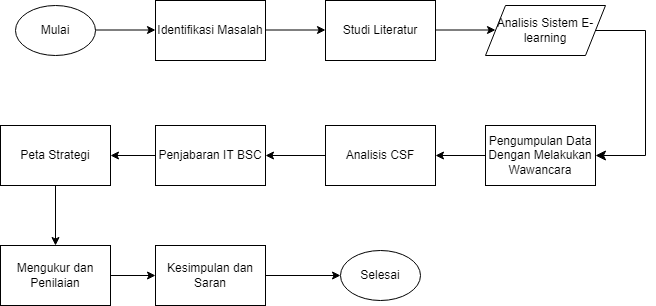 Mulai
Identifikasi Masalah
Studi Literatur
Analisis Sistem E-
learning
Pengumpulan Data
Dengan Melakukan
Wawancara
Analisis CSF
Penjabaran IT BSC
Peta Strategi
Mengukur dan
Penilaian
Kesimpulan dan
Saran
Selesai